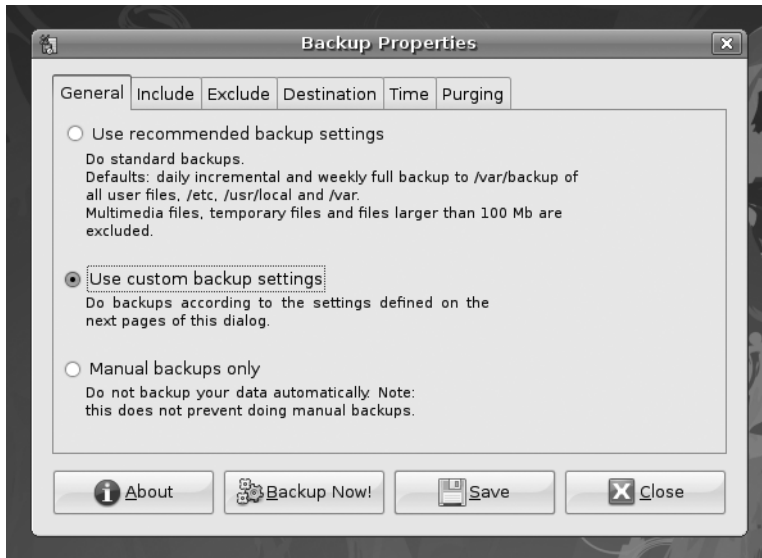 Backup Properties
General Include Exclude Destination Time Purging
Use recommended backup settings
Do standard backups.
Defaults: daily incremental and weekly full backup to /var/backup of
all user files, /etc, /usr/local and /var.
Multimedia files, temporary files and files larger than 100 Mb are
excluded.
Use custom backup settings
Do backups according to the settings defined on the
next pages of this dialog.
Manual backups only
Do not backup your data automatically. Note:
this does not prevent doing manual backups.
About Backup Now! Save Close